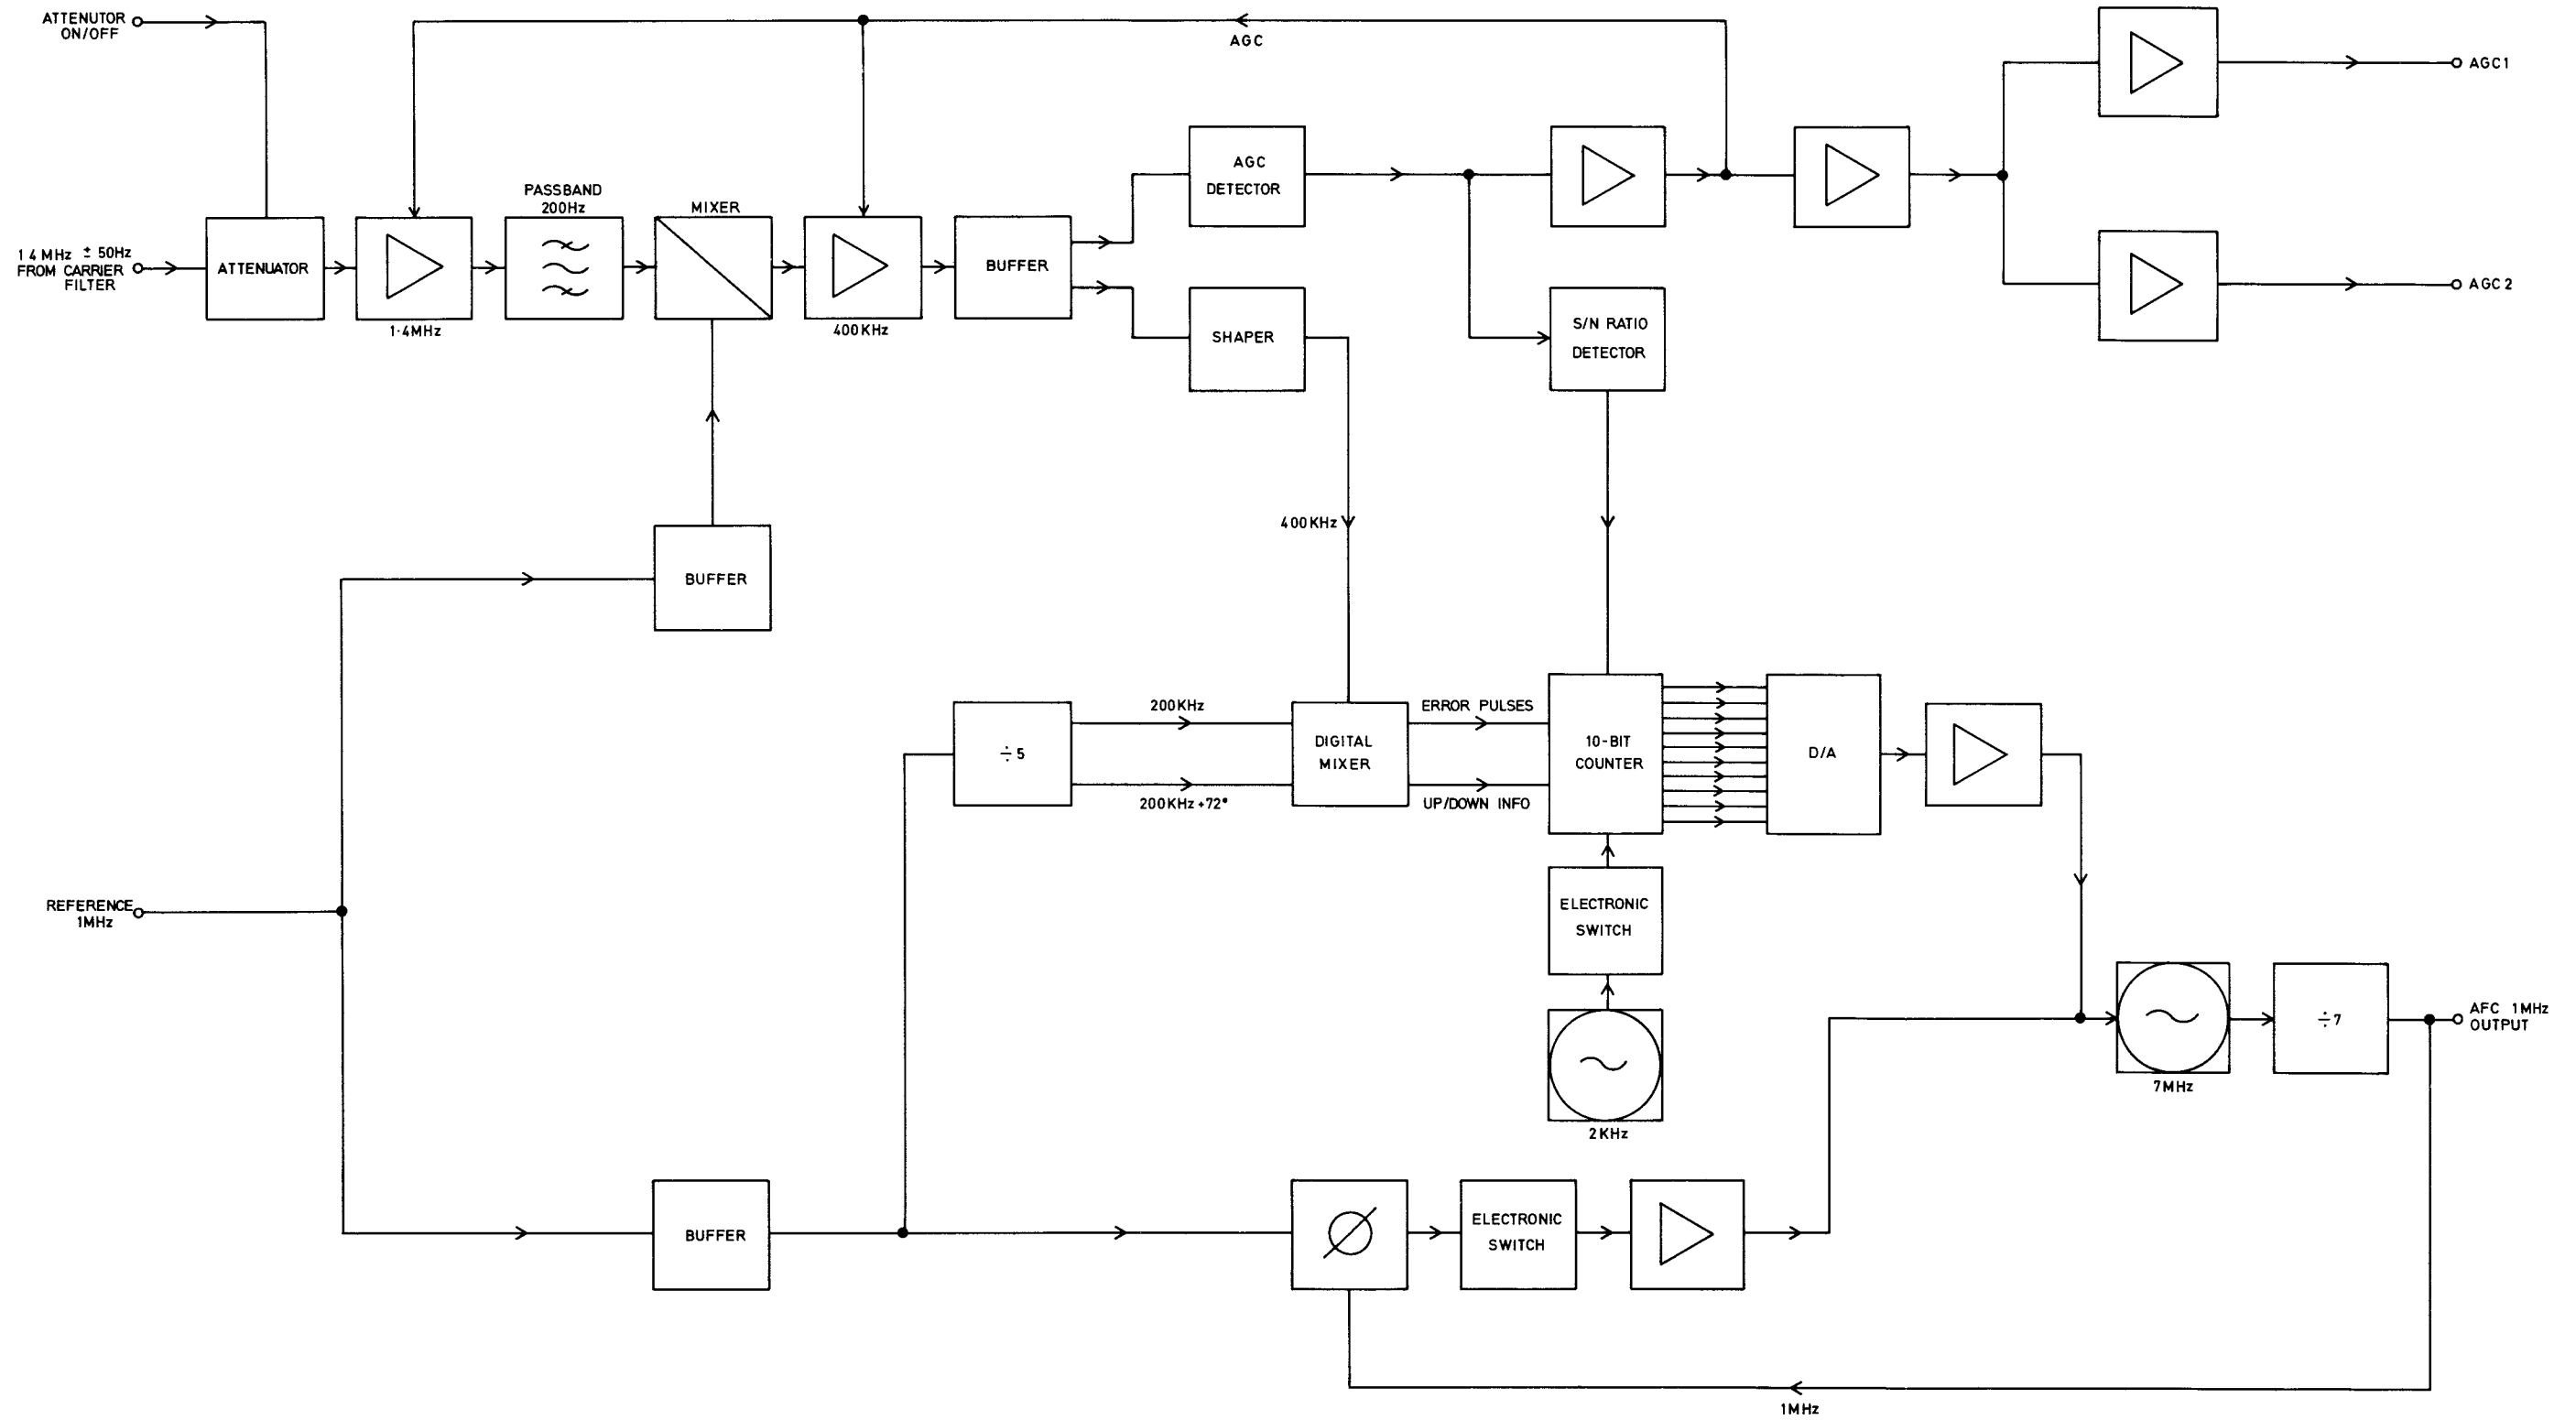 ATTENUTOR
ON/OFF
AGC
AGC1
AGC
DETECTOR
PASSBAND
200Hz
MIXER
1 4 MHz ± 50Hz
FROM CARRIER
FILTER
ATTENUATOR
BUFFER
AGC 2
1·4MHz
400KHz
SHAPER
S/N RATIO
DETECTOR
400KHz
BUFFER
200KHz
ERROR PULSES
÷5
DIGITAL
MIXER
10-BIT
COUNTER
D/A
200KHz+72°
UP/DOWN INFO
REFERENCE
1MHz
ELECTRONIC
SWITCH
÷7
AFC 1MHz
OUTPUT
7MHz
2KHz
BUFFER
ELECTRONIC
SWITCH
1MHz